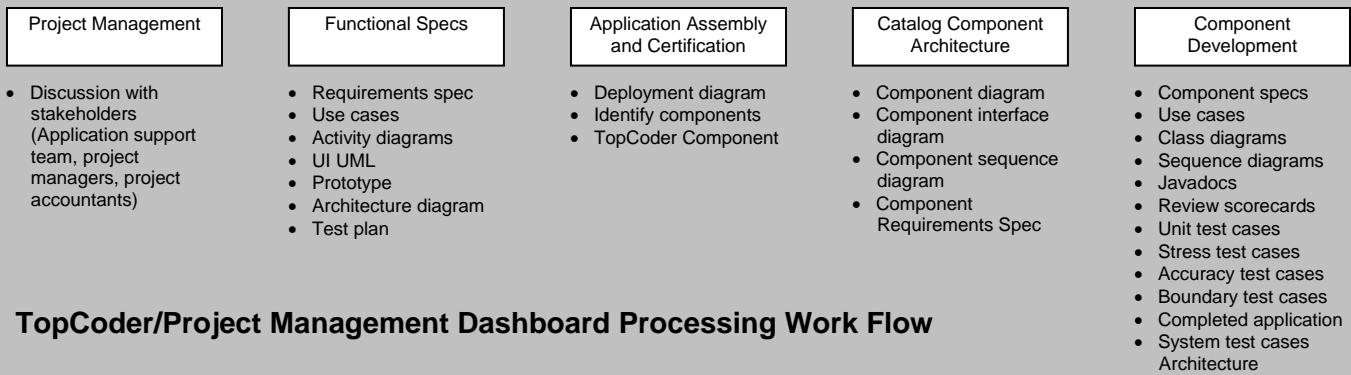 Project Management
• Discussion with
stakeholders
(Application support
team, project
managers, project
accountants)
Functional Specs
• Requirements spec
• Use cases
• Activity diagrams
• UI UML
• Prototype
• Architecture diagram
• Test plan
Application Assembly
and Certification
• Deployment diagram
• Identify components
• TopCoder Component
Catalog Component
Architecture
• Component diagram
• Component interface
diagram
• Component sequence
diagram
• Component
Requirements Spec
Component
Development
• Component specs
• Use cases
• Class diagrams
• Sequence diagrams
• Javadocs
• Review scorecards
• Unit test cases
• Stress test cases
• Accuracy test cases
• Boundary test cases
• Completed application
• System test cases
Architecture
TopCoder/Project Management Dashboard Processing Work Flow